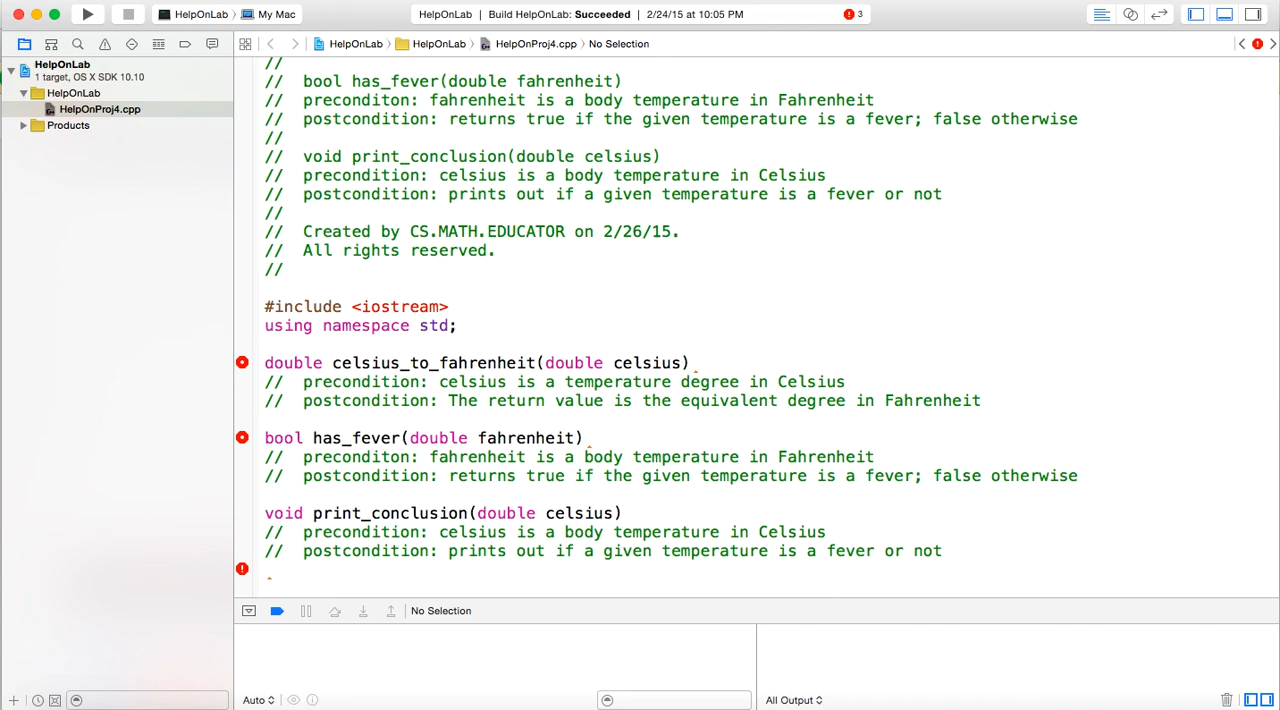 HelpOnLab
My Mac
HelpOnLab | Build HelpOnLab: Succeeded | 2/24/15 at 10:05 PM
3
HelpOnLab
HelpOnLab
HelpOnProj4.cpp
No Selection
HelpOnLab
1 target, OS X SDK 10.10
HelpOnLab
HelpOnProj4.cpp
Products
//
// bool has_fever(double fahrenheit)
// preconditon: fahrenheit is a body temperature in Fahrenheit
// postcondition: returns true if the given temperature is a fever; false otherwise
//
// void print_conclusion(double celsius)
// precondition: celsius is a body temperature in Celsius
// postcondition: prints out if a given temperature is a fever or not
//
// Created by CS.MATH.EDUCATOR on 2/26/15.
// All rights reserved.
//
#include <iostream>
using namespace std;
double celsius_to_fahrenheit(double celsius)
// precondition: celsius is a temperature degree in Celsius
// postcondition: The return value is the equivalent degree in Fahrenheit
bool has_fever(double fahrenheit)
// preconditon: fahrenheit is a body temperature in Fahrenheit
// postcondition: returns true if the given temperature is a fever; false otherwise
void print_conclusion(double celsius)
// precondition: celsius is a body temperature in Celsius
// postcondition: prints out if a given temperature is a fever or not
No Selection
Auto
All Output